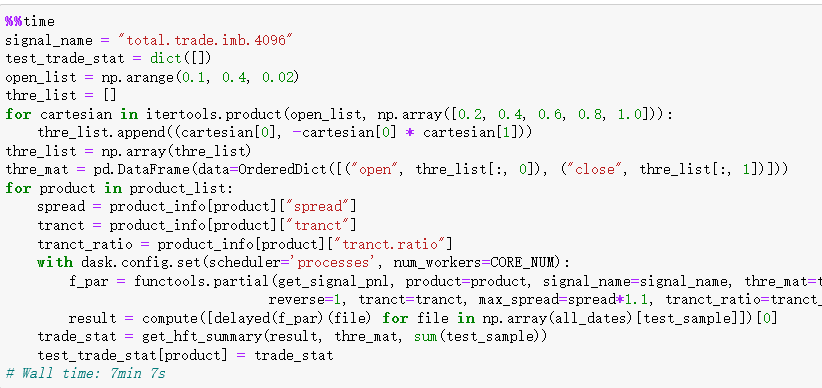 %%time
signal_name = "total.trade.imb.4096"
test_trade_stat = dict([])
open_list = np.arange(0.1, 0.4, 0.02)
thre_list = []
for cartesian in itertools.product(open_list, np.array([0.2, 0.4, 0.6, 0.8, 1.0])):
    thre_list.append((cartesian[0], -cartesian[0] * cartesian[1]))
thre_list = np.array(thre_list)
thre_mat = pd.DataFrame(data=OrderedDict([("open", thre_list[:, 0]), ("close", thre_list[:, 1])]))
for product in product_list:
    spread = product_info[product]["spread"]
    tranct = product_info[product]["tranct"]
    tranct_ratio = product_info[product]["tranct.ratio"]
    with dask.config.set(scheduler='processes', num_workers=CORE_NUM):
        f_par = functools.partial(get_signal_pnl, product=product, signal_name=signal_name, thre_mat=t
                                  reverse=1, tranct=tranct, max_spread=spread*1.1, tranct_ratio=tranct_
        result = compute([delayed(f_par)(file) for file in np.array(all_dates)[test_sample]])[0]
    trade_stat = get_hft_summary(result, thre_mat, sum(test_sample))
    test_trade_stat[product] = trade_stat
# Wall time: 7min 7s